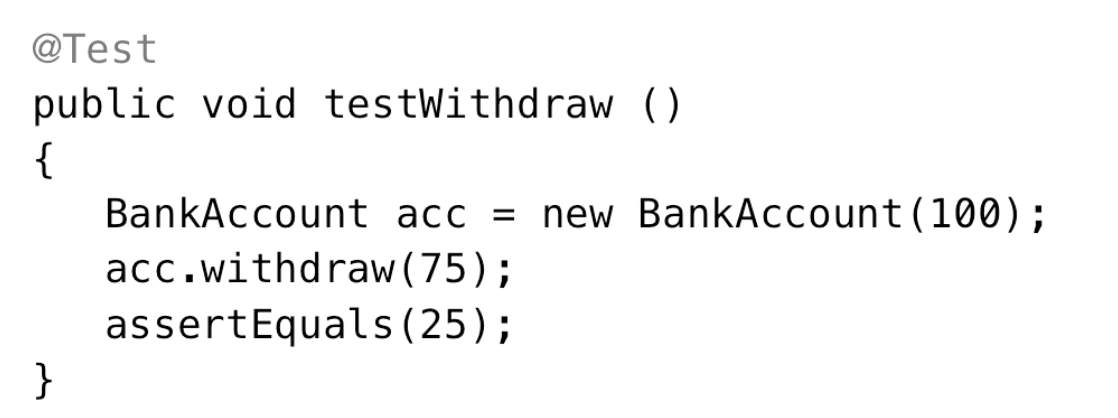 @Test
public void testWithdraw ()
{
   BankAccount acc = new BankAccount(100);
   acc.withdraw(75);
   assertEquals(25);
}